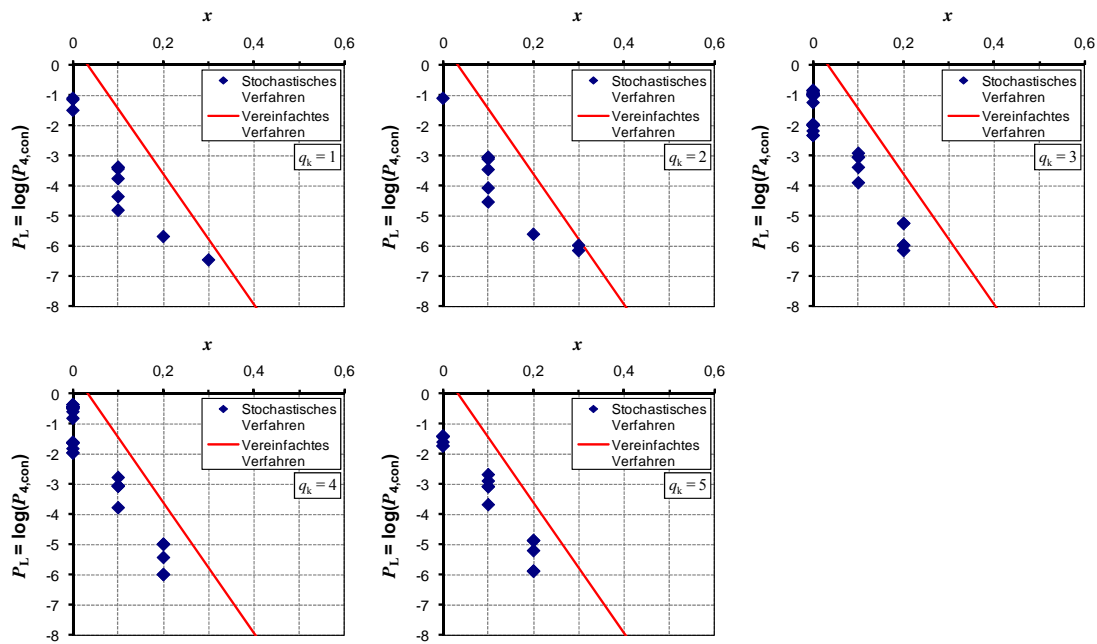 x
0 0,2 0,4 0,6
0
-1
-2
-3
-4
-5
-6
-7
-8
P_L = log(P_4,con)
Stochastisches
Verfahren
Vereinfachtes
Verfahren
q_k = 1
x
0 0,2 0,4 0,6
0
-1
-2
-3
-4
-5
-6
-7
-8
P_L = log(P_4,con)
Stochastisches
Verfahren
Vereinfachtes
Verfahren
q_k = 2
x
0 0,2 0,4 0,6
0
-1
-2
-3
-4
-5
-6
-7
-8
P_L = log(P_4,con)
Stochastisches
Verfahren
Vereinfachtes
Verfahren
q_k = 3
x
0 0,2 0,4 0,6
0
-1
-2
-3
-4
-5
-6
-7
-8
P_L = log(P_4,con)
Stochastisches
Verfahren
Vereinfachtes
Verfahren
q_k = 4
x
0 0,2 0,4 0,6
0
-1
-2
-3
-4
-5
-6
-7
-8
P_L = log(P_4,con)
Stochastisches
Verfahren
Vereinfachtes
Verfahren
q_k = 5